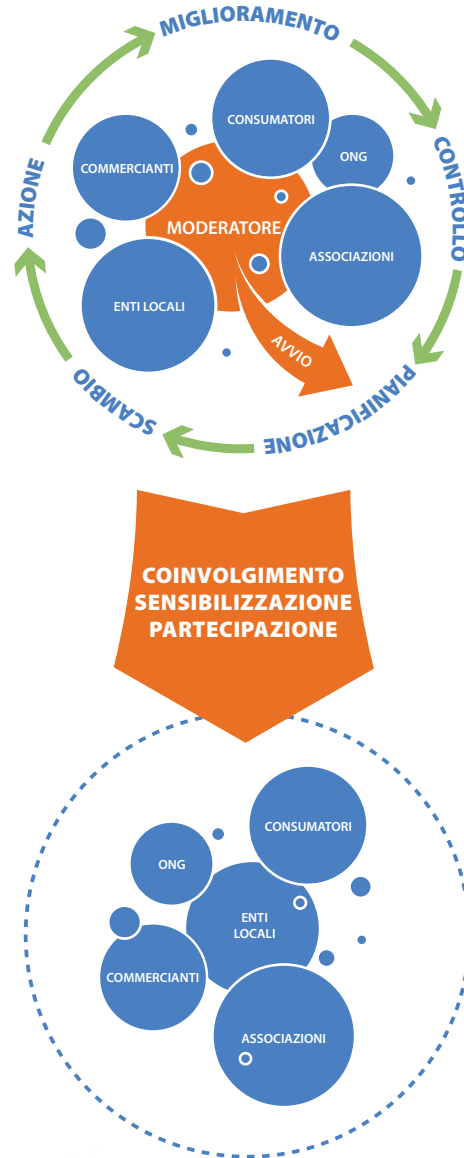 MIGLIORAMENTO
CONTROLLO
PIANIFICAZIONE
SCAMBIO
AZIONE
CONSUMATORI
ONG
COMMERCIANTI
MODERATORE
ASSOCIAZIONI
ENTI LOCALI
AVVIO
COINVOLGIMENTO
SENSIBILIZZAZIONE
PARTECIPAZIONE
CONSUMATORI
ONG
ENTI
LOCALI
COMMERCIANTI
ASSOCIAZIONI